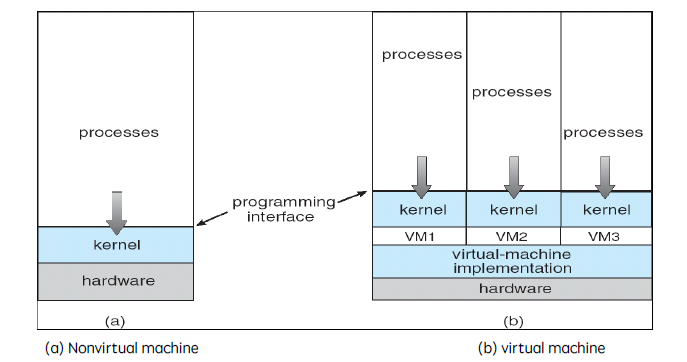 processes
processes
processes
processes
programming
interface
kernel
hardware
kernel
kernel
kernel
VM1
VM2
VM3
virtual-machine
implementation
hardware
(a)
(b)
(a) Nonvirtual machine
(b) virtual machine